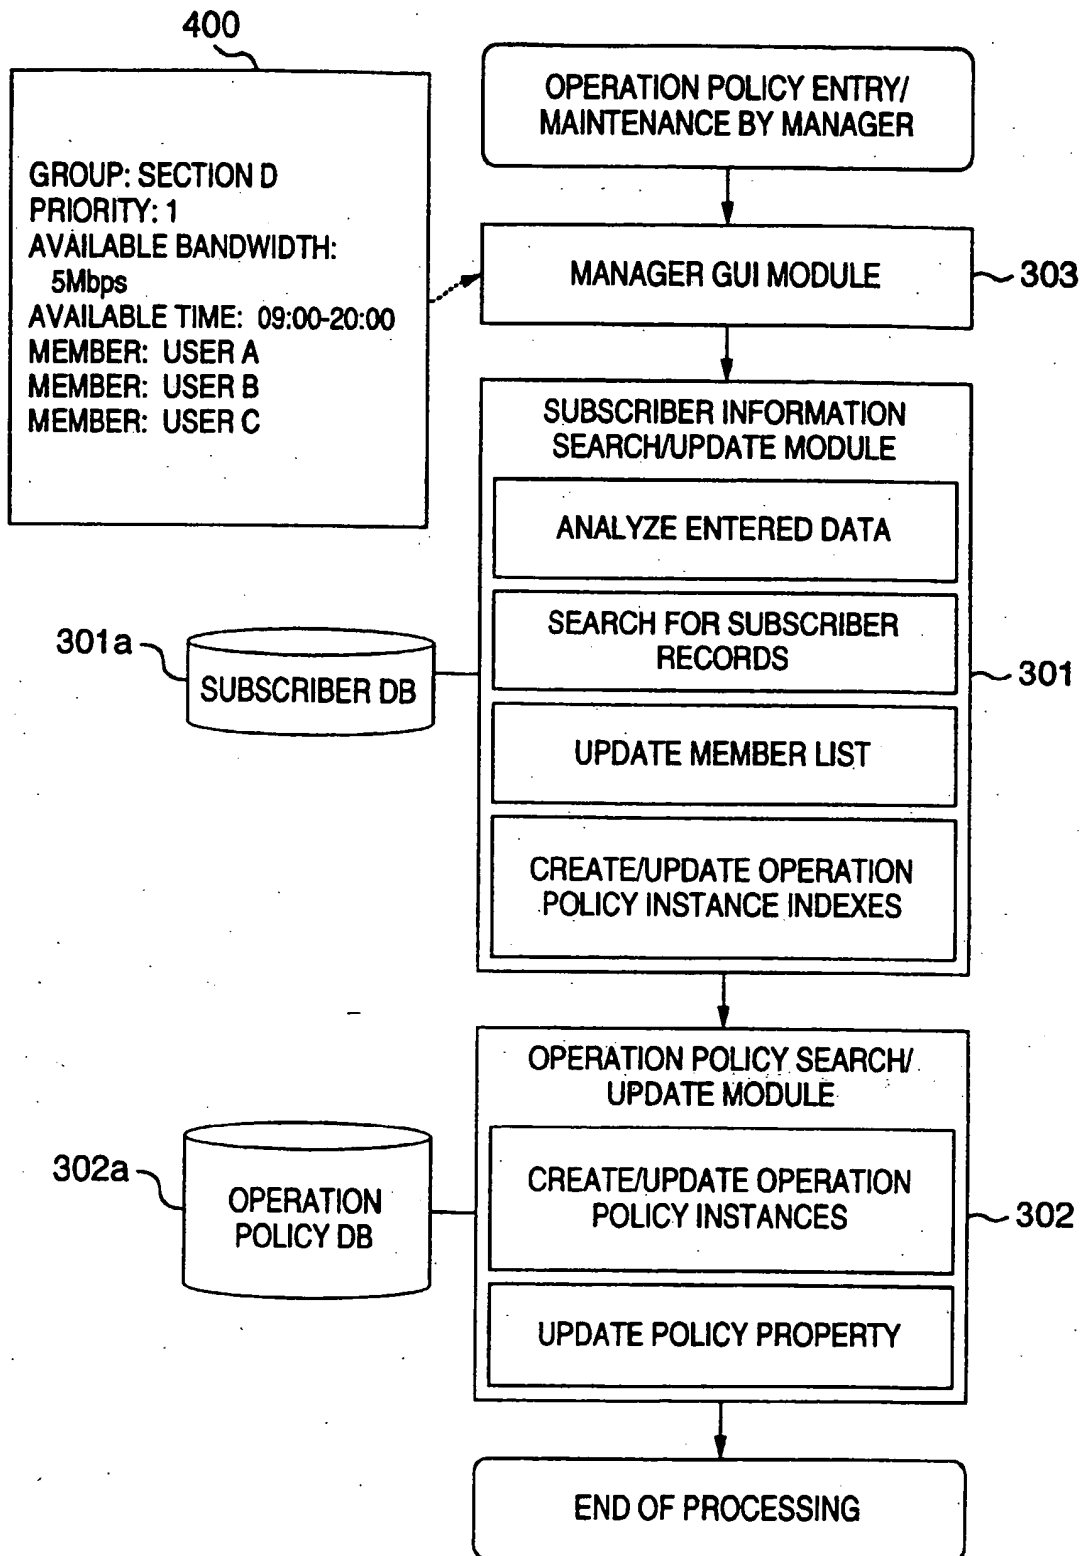 400
OPERATION POLICY ENTRY/
MAINTENANCE BY MANAGER
GROUP: SECTION D
PRIORITY: 1
AVAILABLE BANDWIDTH:
5Mbps
AVAILABLE TIME: 09:00-20:00
MEMBER: USER A
MEMBER: USER B
MEMBER: USER C
MANAGER GUI MODULE
303
SUBSCRIBER INFORMATION
SEARCH/UPDATE MODULE
ANALYZE ENTERED DATA
SEARCH FOR SUBSCRIBER
RECORDS
UPDATE MEMBER LIST
CREATE/UPDATE OPERATION
POLICY INSTANCE INDEXES
301
301a
SUBSCRIBER DB
OPERATION POLICY SEARCH/
UPDATE MODULE
CREATE/UPDATE OPERATION
POLICY INSTANCES
UPDATE POLICY PROPERTY
302
302a
OPERATION
POLICY DB
END OF PROCESSING